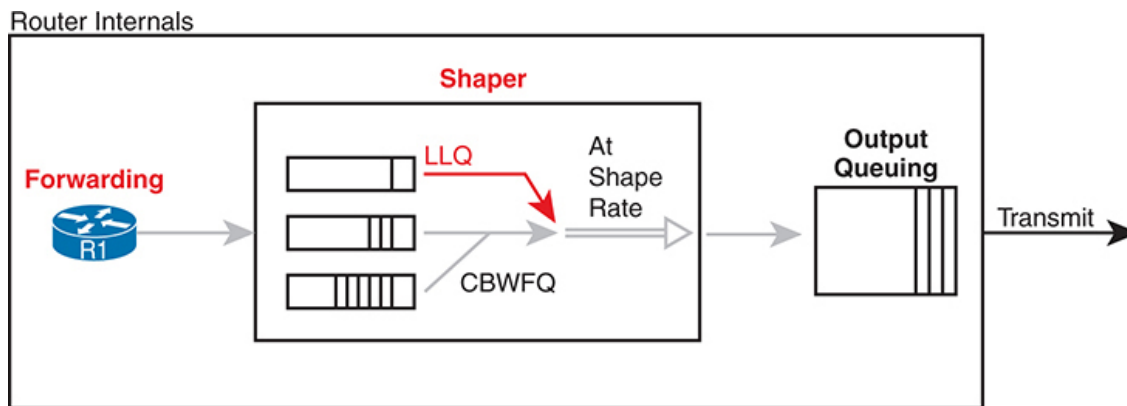 Router Internals
Shaper
Forwarding
R1
LLQ
CBWFQ
At
Shape
Rate
Output
Queuing
Transmit